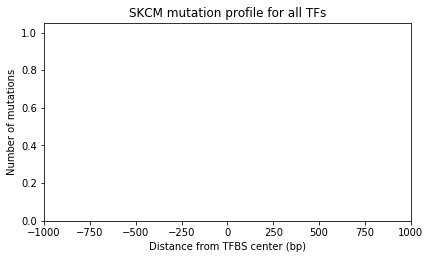 SKCM mutation profile for all TFs
Number of mutations
1.0
0.8
0.6
0.4
0.2
0.0
−1000 −750 −500 −250 0 250 500 750 1000
Distance from TFBS center (bp)